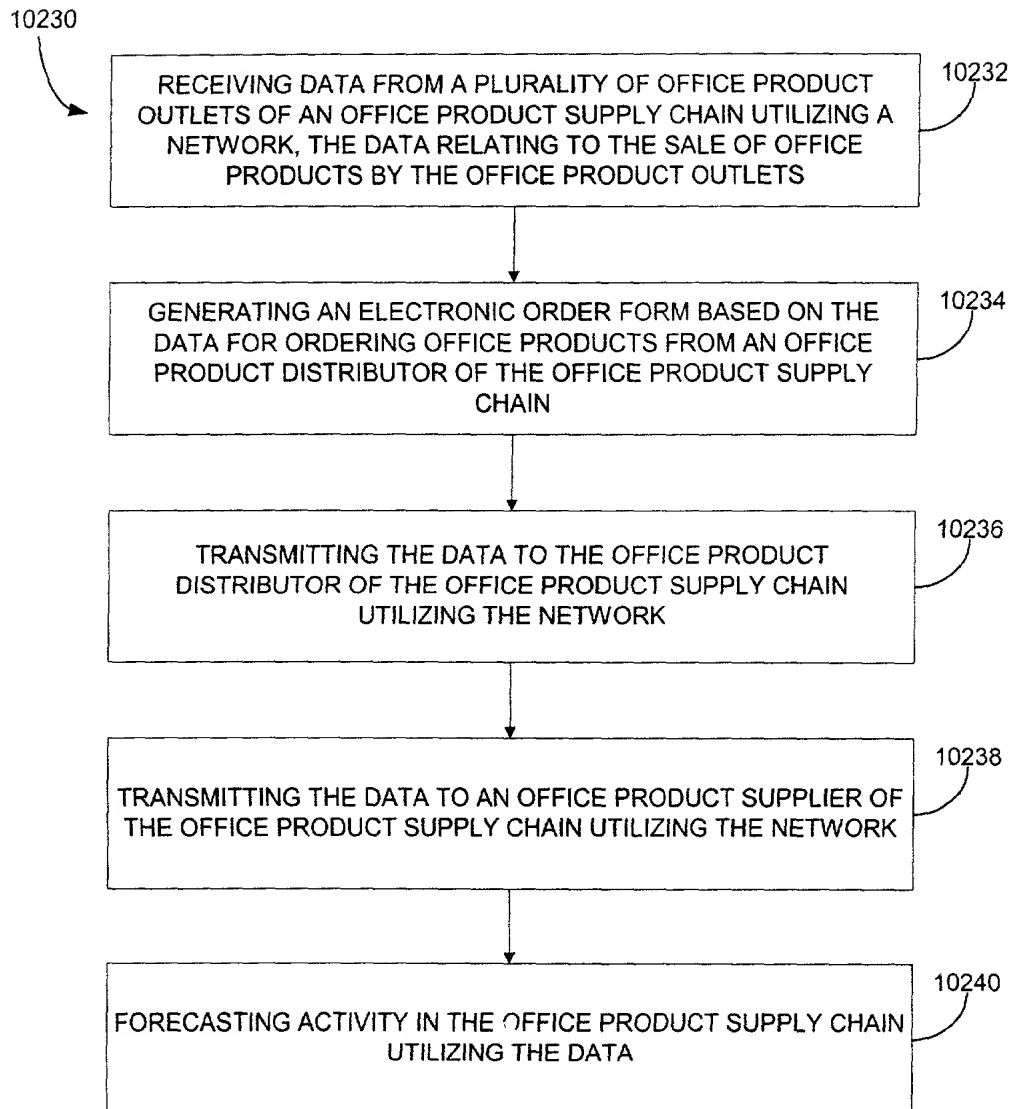 10230
RECEIVING DATA FROM A PLURALITY OF OFFICE PRODUCT
OUTLETS OF AN OFFICE PRODUCT SUPPLY CHAIN UTILIZING A
NETWORK, THE DATA RELATING TO THE SALE OF OFFICE
PRODUCTS BY THE OFFICE PRODUCT OUTLETS
10232
GENERATING AN ELECTRONIC ORDER FORM BASED ON THE
DATA FOR ORDERING OFFICE PRODUCTS FROM AN OFFICE
PRODUCT DISTRIBUTOR OF THE OFFICE PRODUCT SUPPLY
CHAIN
10234
TRANSMITTING THE DATA TO THE OFFICE PRODUCT
DISTRIBUTOR OF THE OFFICE PRODUCT SUPPLY CHAIN
UTILIZING THE NETWORK
10236
TRANSMITTING THE DATA TO AN OFFICE PRODUCT SUPPLIER OF
THE OFFICE PRODUCT SUPPLY CHAIN UTILIZING THE NETWORK
10238
FORECASTING ACTIVITY IN THE OFFICE PRODUCT SUPPLY CHAIN
UTILIZING THE DATA
10240